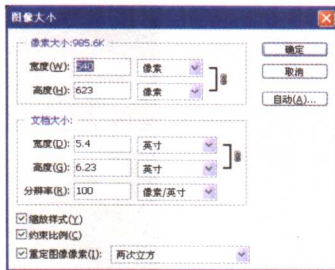 图像大小
像素大小:985.6K
宽度(W): 540 像素
高度(H): 623 像素
确定
取消
自动(A)...
文档大小:
宽度(D): 5.4 英寸
高度(G): 6.23 英寸
分辨率(R): 100 像素/英寸
缩放样式(Y)
约束比例(C)
重定图像像素(I): 两次立方